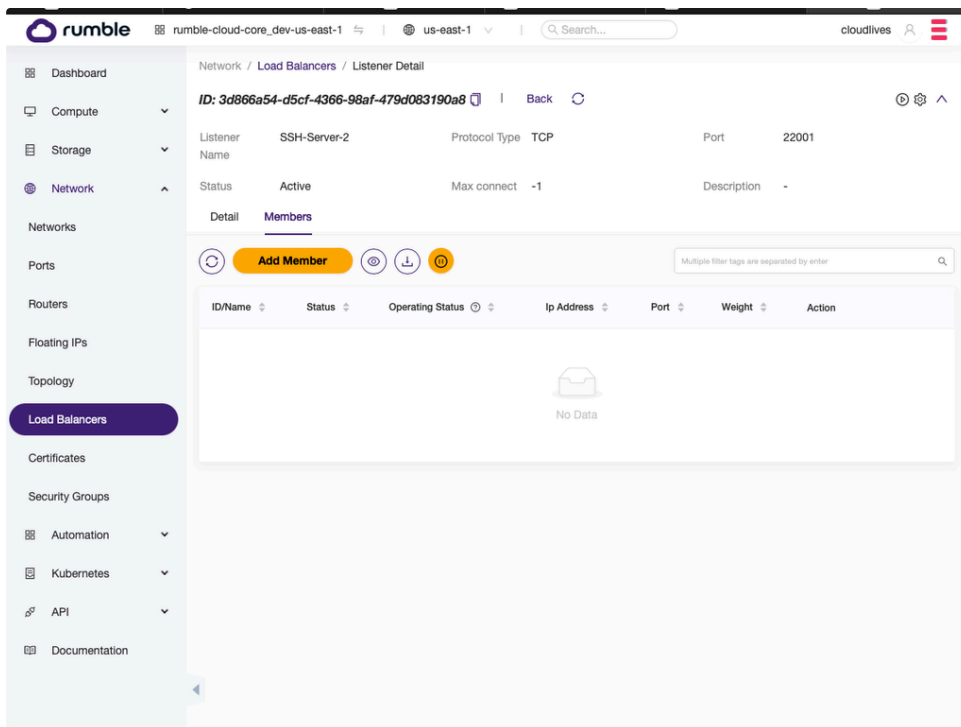 rumble
rumble-cloud-core_dev-us-east-1
us-east-1
Search...
cloudlives
Dashboard
Compute
Storage
Network
Networks
Ports
Routers
Floating IPs
Topology
Load Balancers
Certificates
Security Groups
Automation
Kubernetes
API
Documentation
Network / Load Balancers / Listener Detail
ID: 3d866a54-d5cf-4366-98af-479d083190a8 | Back
Listener Name SSH-Server-2 Protocol Type TCP Port 22001
Status Active Max connect -1 Description -
Detail Members
Add Member
Multiple filter tags are separated by enter
ID/Name Status Operating Status Ip Address Port Weight Action
No Data